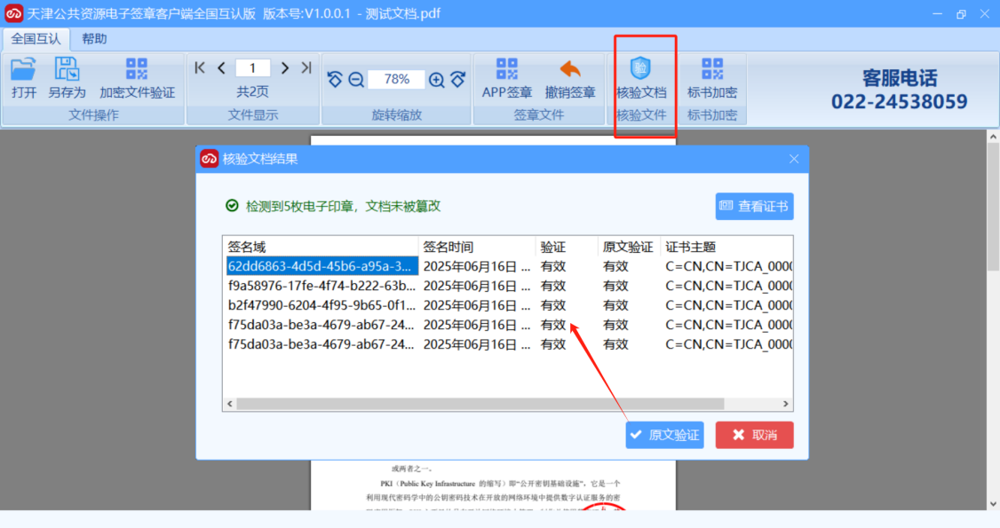 天津公共资源电子签章客户端全国互认版 版本号:V1.0.0.1 - 测试文档.pdf
全国互认 帮助
1 78%
打开 另存为 加密文件验证 共2页 APP签章 撤销签章 核验文档 标书加密
文件操作 文件显示 旋转缩放 签章文件 核验文件 标书加密
客服电话
022-24538059
核验文档结果
检测到5枚电子印章，文档未被篡改 查看证书
签名域 签名时间 验证 原文验证 证书主题
62dd6863-4d5d-45b6-a95a-3... 2025年06月16日 ... 有效 有效 C=CN,CN=TJCA_000
f9a58976-17fe-4f74-b222-63b... 2025年06月16日 ... 有效 有效 C=CN,CN=TJCA_000
b2f47990-6204-4f95-9b65-0f1... 2025年06月16日 ... 有效 有效 C=CN,CN=TJCA_000
f75da03a-be3a-4679-ab67-24... 2025年06月16日 ... 有效 有效 C=CN,CN=TJCA_000
f75da03a-be3a-4679-ab67-24... 2025年06月16日 ... 有效 有效 C=CN,CN=TJCA_000
原文验证 取消
或两者之一。
PKI（Public Key Infrastructure 的缩写）即“公开密钥基础设施”，它是一个
利用现代密码学中的公钥密码技术在开放的网络环境中提供数字认证服务的密